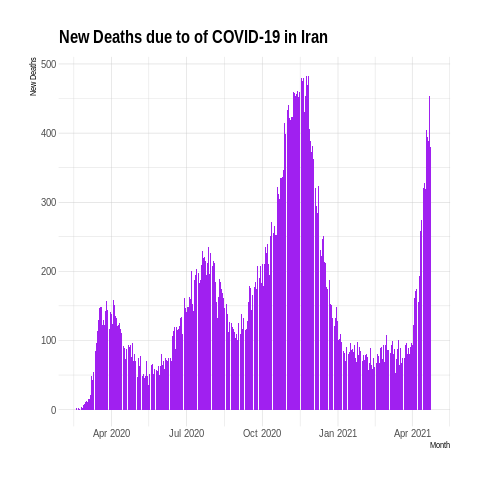 New Deaths due to of COVID-19 in Iran
New Deaths
500
400
300
200
100
0
Apr 2020 Jul 2020 Oct 2020 Jan 2021 Apr 2021
Month